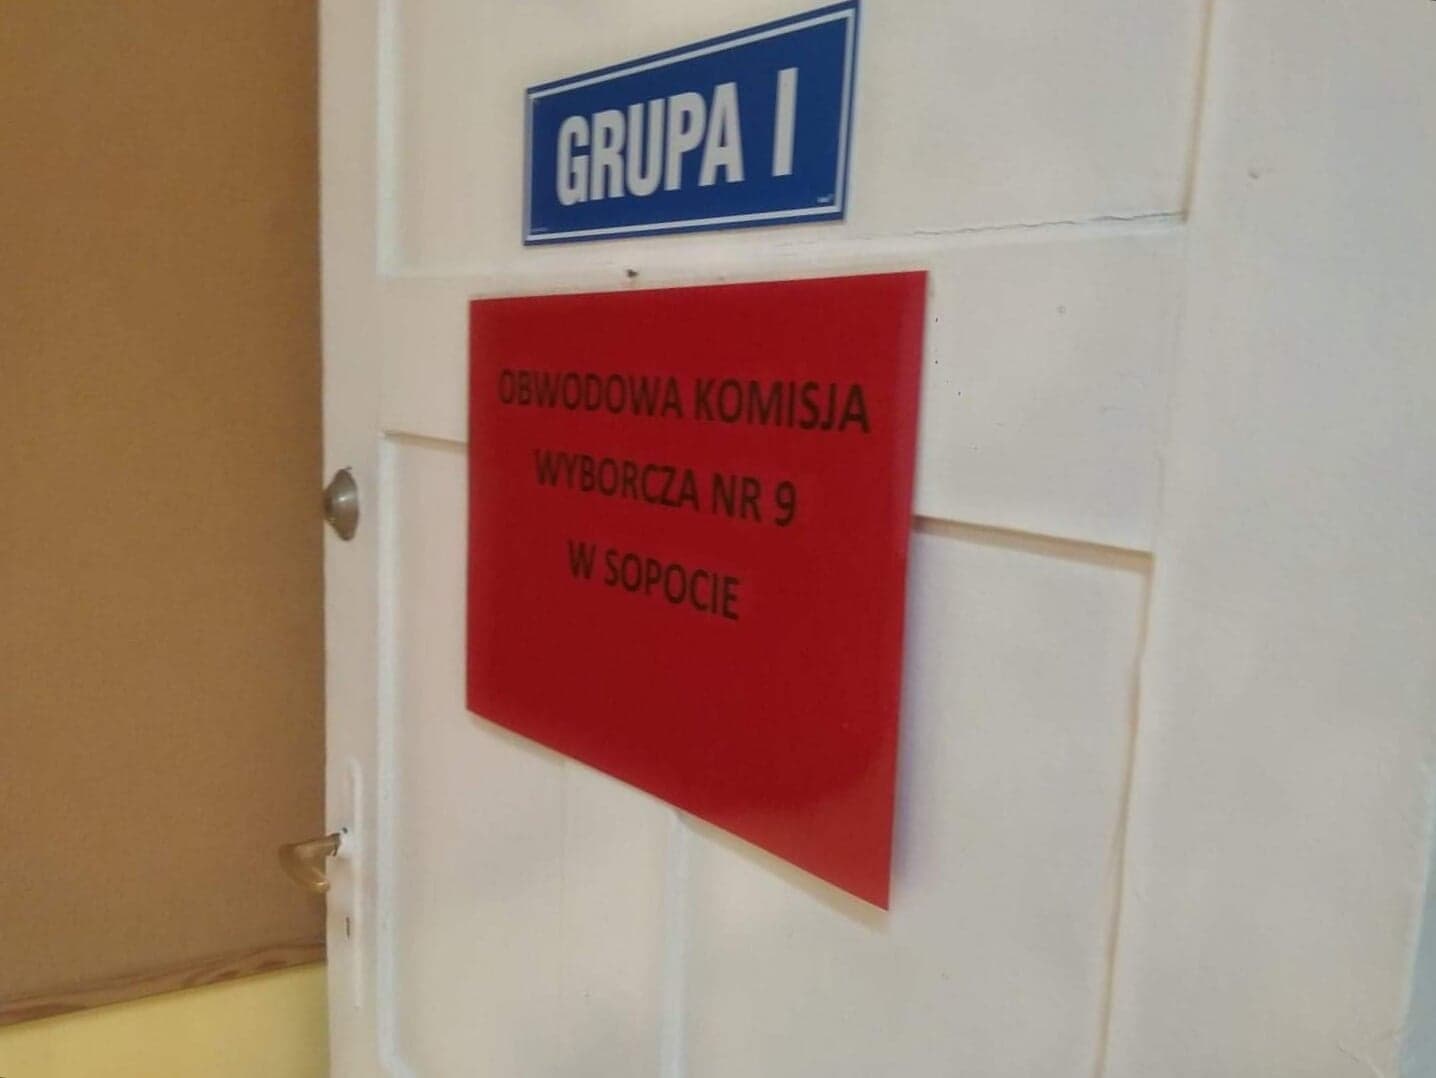 GRUPA I
OBWODOWA KOMISJA
WYBORCZA NR 9
W SOPOCIE